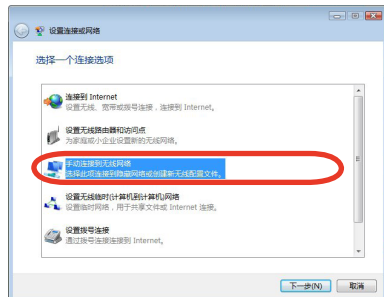 设置连接或网络
选择一个连接选项
连接到 Internet
设置无线、宽带或拨号连接，连接到 Internet。
设置无线路由器和访问点
为家庭或小企业设置新的无线网络。
手动连接到无线网络
选择此项连接到隐藏网络或创建新无线配置文件。
设置无线临时(计算机到计算机)网络
设置临时网络，用于共享文件或 Internet 连接。
设置拨号连接
通过拨号连接连接到 Internet。
下一步(N)
取消